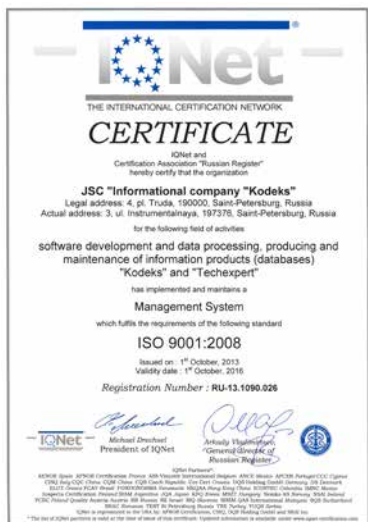 IQNet®
THE INTERNATIONAL CERTIFICATION NETWORK
CERTIFICATE
IQNet and
Certification Association "Russian Register"
hereby certify that the organization
JSC "Informational company "Kodeks"
Legal address: 4, pl. Truda, 190000, Saint-Petersburg, Russia
Actual address: 3, ul. Instrumentalnaya, 197376, Saint-Petersburg, Russia
for the following field of activities
software development and data processing, producing and
maintenance of information products (databases)
"Kodeks" and "Techexpert"
has implemented and maintains a
Management System
which fulfils the requirements of the following standard
ISO 9001:2008
Issued on : 1st October, 2013
Validity date : 1st October, 2016
Registration Number : RU-13.1090.026
IQNet
Michael Drechsel
President of IQNet
Arkady Vladimirtsev,
General director of
Russian Register
IQNet Partners*: